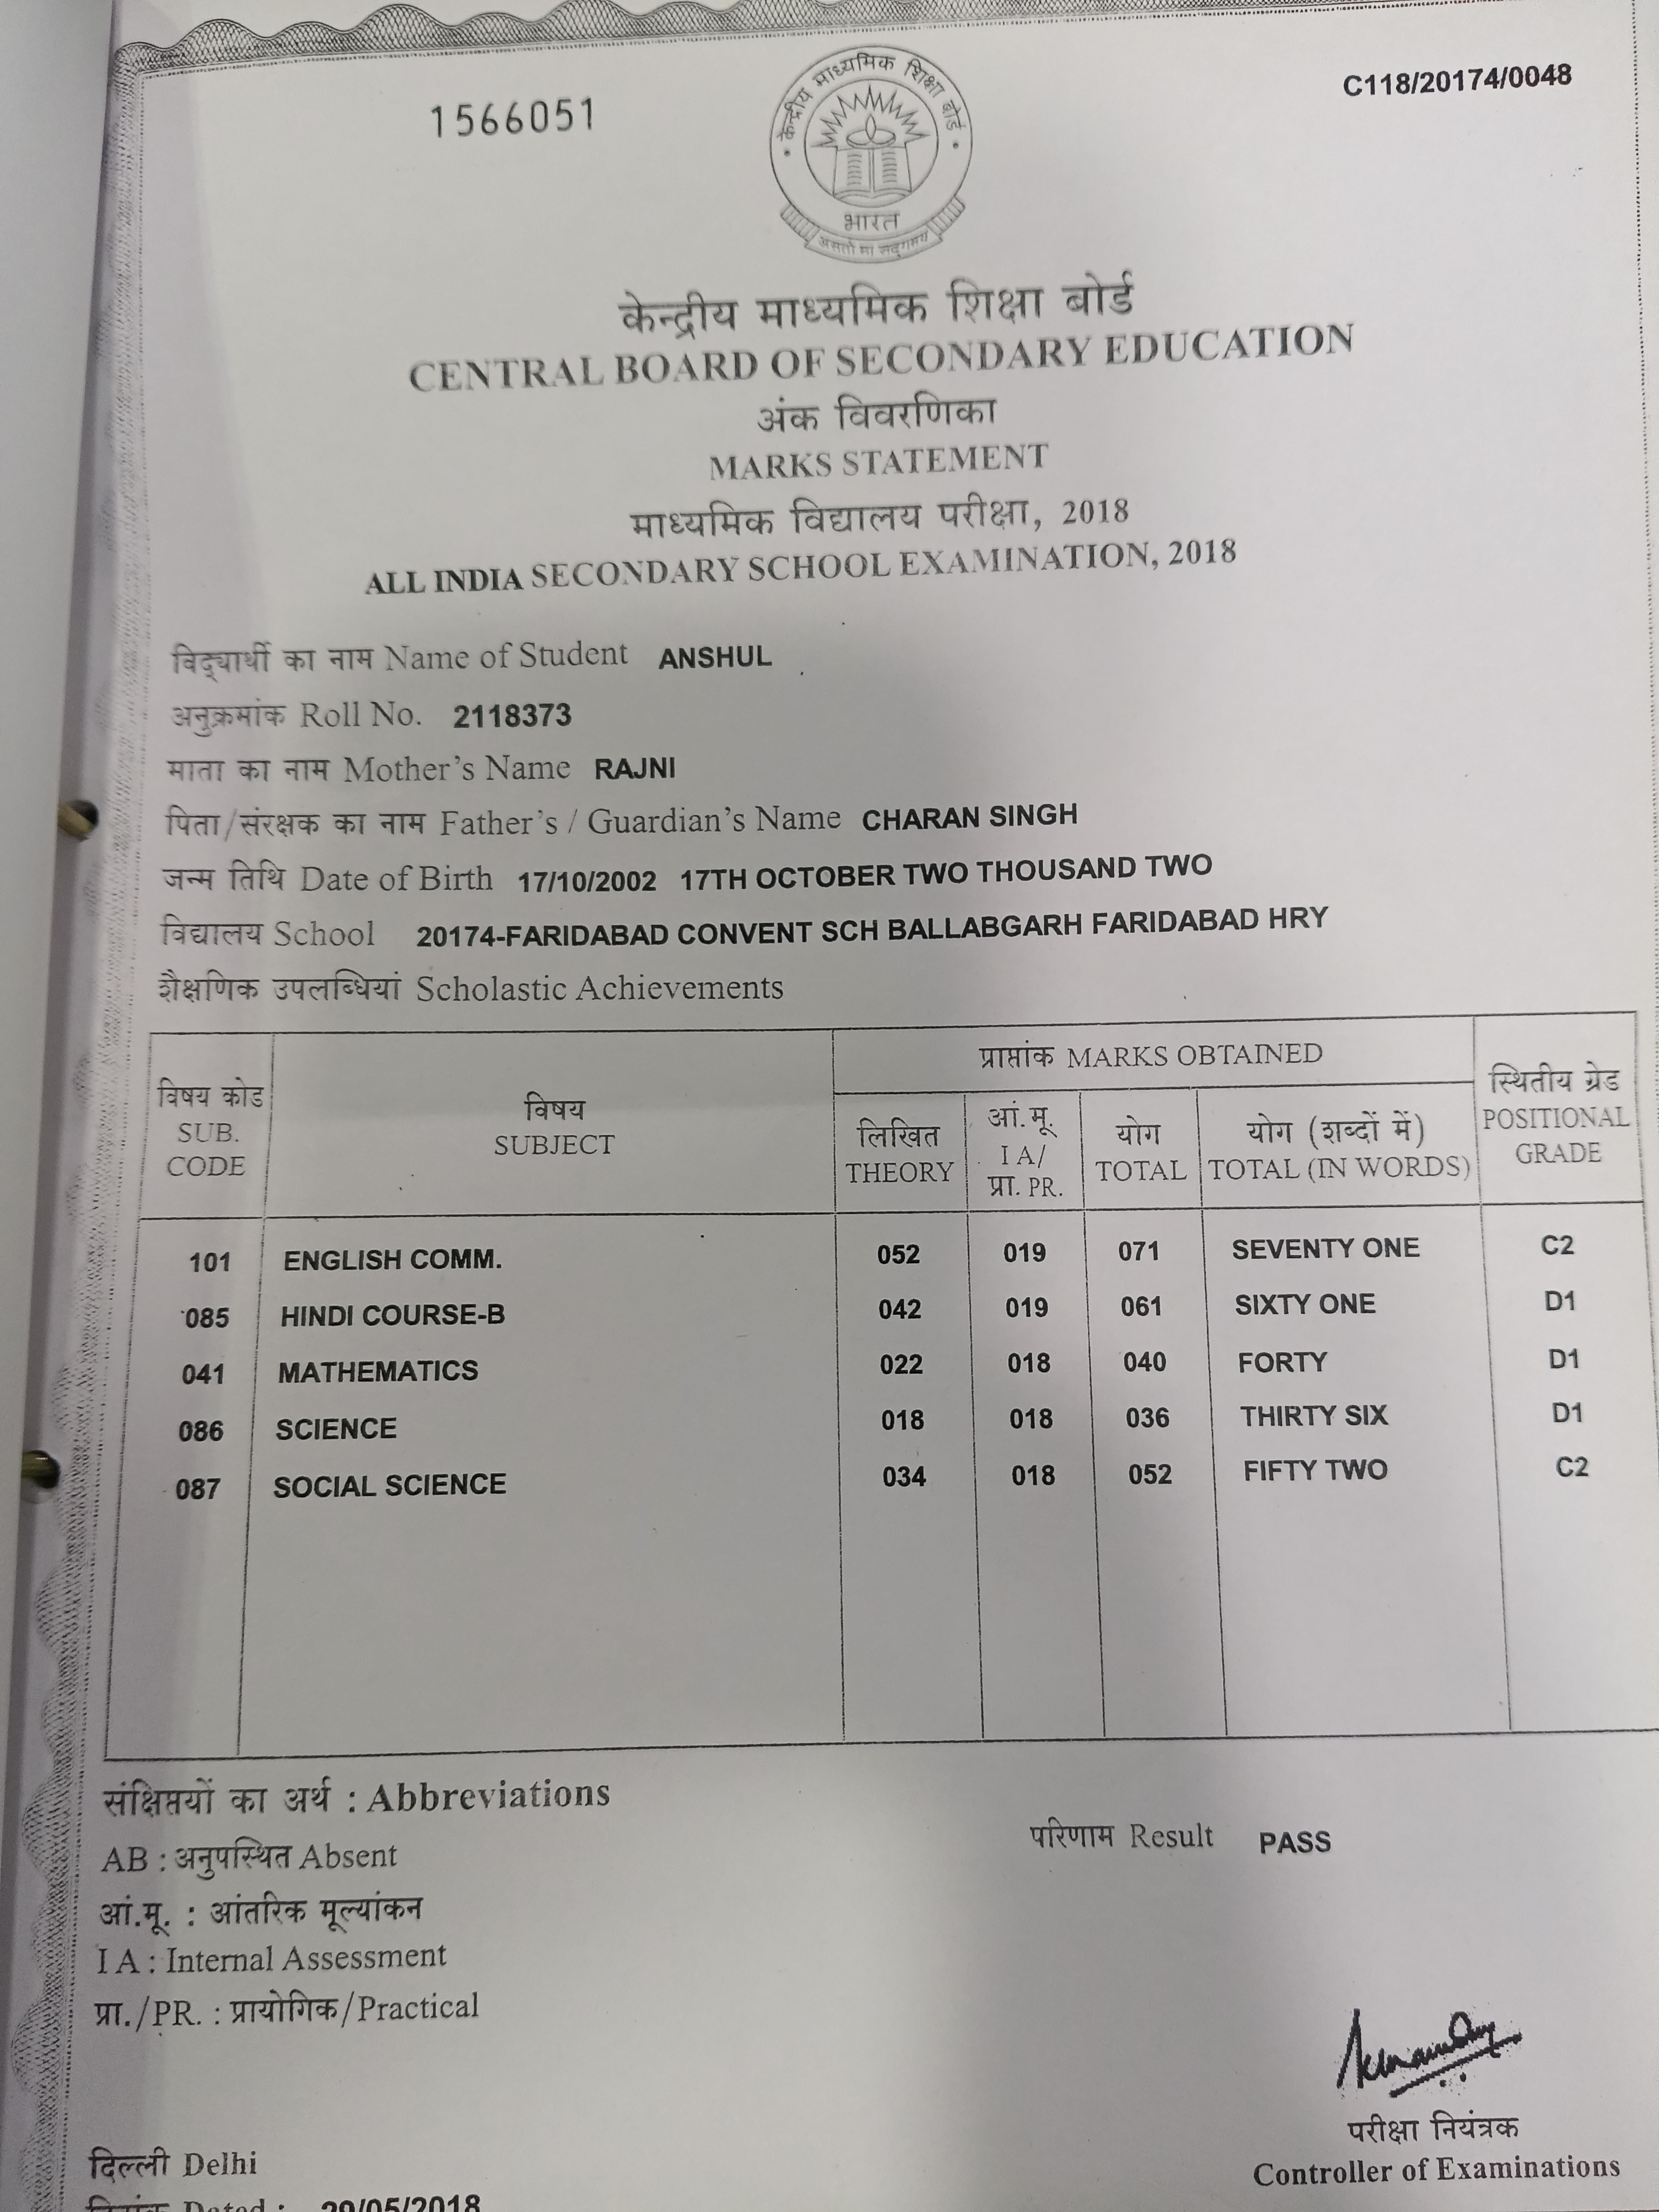 1566051
C118/20174/0048
केन्द्रीय माध्यमिक शिक्षा बोर्ड
भारत
असतो मा सद्गमय
केन्द्रीय माध्यमिक शिक्षा बोर्ड
CENTRAL BOARD OF SECONDARY EDUCATION
अंक विवरणिका
MARKS STATEMENT
माध्यमिक विद्यालय परीक्षा, 2018
ALL INDIA SECONDARY SCHOOL EXAMINATION, 2018
विद्यार्थी का नाम Name of Student ANSHUL
अनुक्रमांक Roll No. 2118373
माता का नाम Mother's Name RAJNI
पिता/संरक्षक का नाम Father's / Guardian's Name CHARAN SINGH
जन्म तिथि Date of Birth 17/10/2002 17TH OCTOBER TWO THOUSAND TWO
विद्यालय School 20174-FARIDABAD CONVENT SCH BALLABGARH FARIDABAD HRY
शैक्षणिक उपलब्धियां Scholastic Achievements
विषय कोड
SUB.
CODE
विषय
SUBJECT
प्राप्तांक MARKS OBTAINED
लिखित
THEORY
आं.मू.
I A/
प्रा. PR.
योग
TOTAL
योग (शब्दों में)
TOTAL (IN WORDS)
स्थितीय ग्रेड
POSITIONAL
GRADE
101 ENGLISH COMM. 052 019 071 SEVENTY ONE C2
085 HINDI COURSE-B 042 019 061 SIXTY ONE D1
041 MATHEMATICS 022 018 040 FORTY D1
086 SCIENCE 018 018 036 THIRTY SIX D1
087 SOCIAL SCIENCE 034 018 052 FIFTY TWO C2
संक्षिप्तयों का अर्थ : Abbreviations
AB : अनुपस्थित Absent
आं.मू. : आंतरिक मूल्यांकन
I A : Internal Assessment
प्रा./PR. : प्रायोगिक/Practical
परिणाम Result PASS
परीक्षा नियंत्रक
Controller of Examinations
दिल्ली Delhi
दिनांक Dated : 29/05/2018